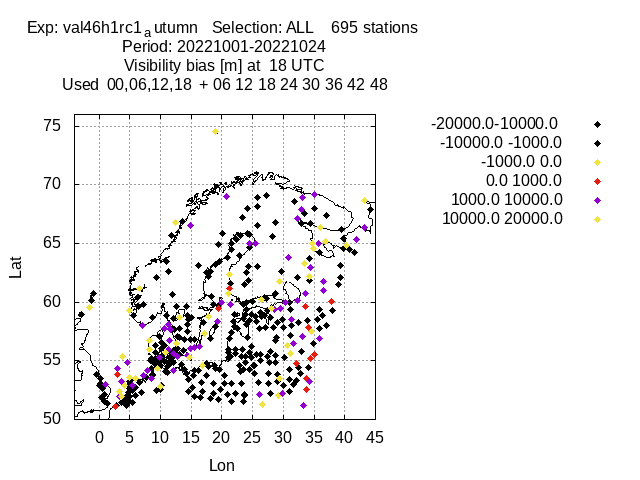 Exp: val46h1rc1autumn Selection: ALL 695 stations
Period: 20221001-20221024
Visibility bias [m] at 18 UTC
Used 00,06,12,18 + 06 12 18 24 30 36 42 48
-20000.0-10000.0
-10000.0 -1000.0
-1000.0 0.0
0.0 1000.0
1000.0 10000.0
10000.0 20000.0
75
70
65
60
55
50
Lat
0 5 10 15 20 25 30 35 40 45
Lon